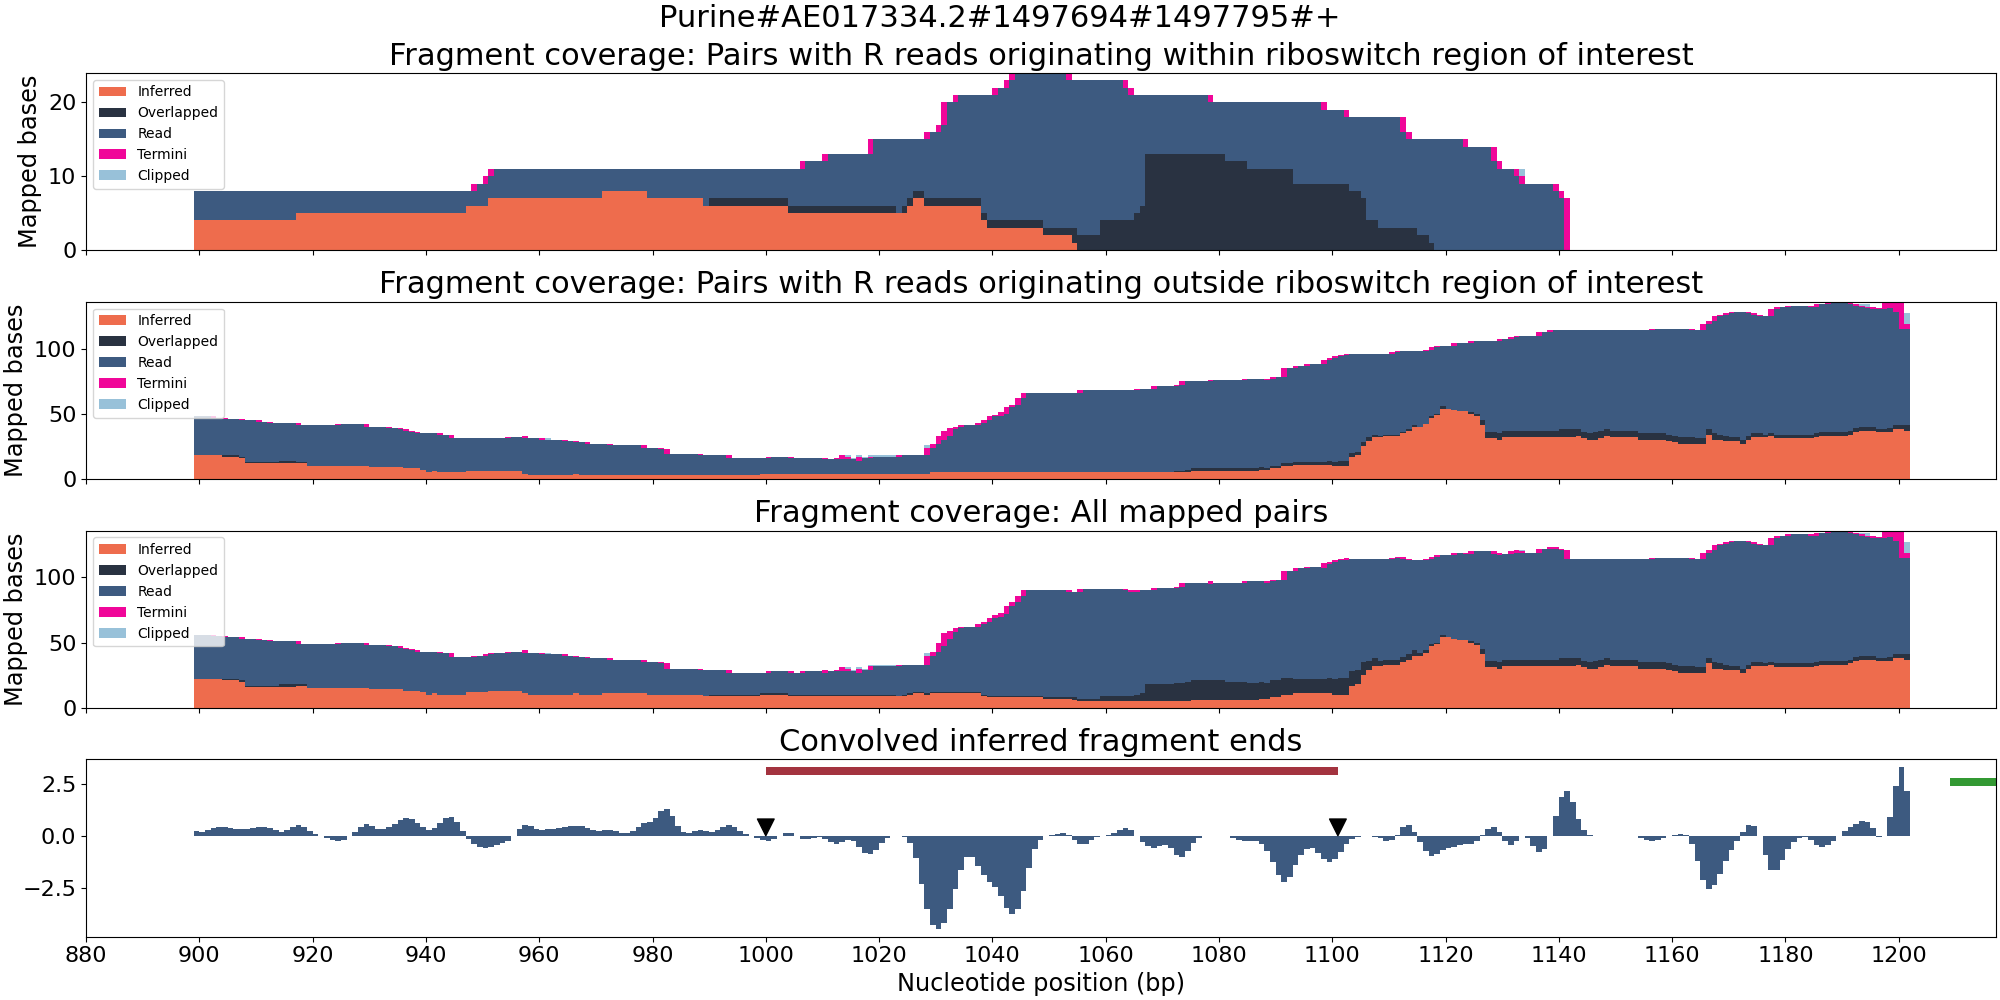 Purine#AE017334.2#1497694#1497795#+
Fragment coverage: Pairs with R reads originating within riboswitch region of interest
Mapped bases
20
10
0
Inferred
Overlapped
Read
Termini
Clipped
Fragment coverage: Pairs with R reads originating outside riboswitch region of interest
Mapped bases
100
50
0
Inferred
Overlapped
Read
Termini
Clipped
Fragment coverage: All mapped pairs
Mapped bases
100
50
0
Inferred
Overlapped
Read
Termini
Clipped
Convolved inferred fragment ends
2.5
0.0
−2.5
880 900 920 940 960 980 1000 1020 1040 1060 1080 1100 1120 1140 1160 1180 1200
Nucleotide position (bp)